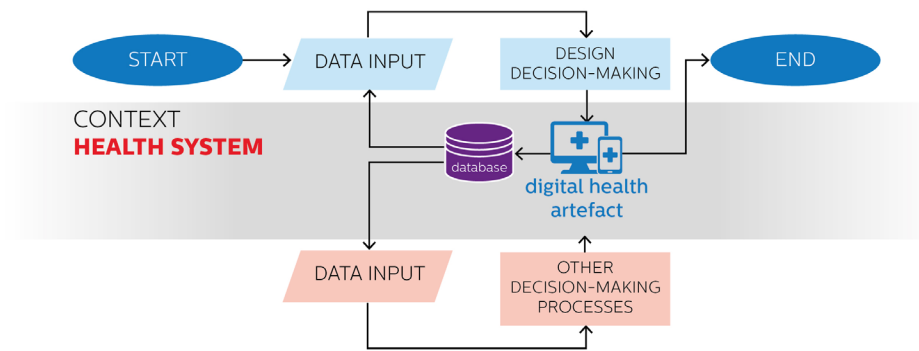 START
DATA INPUT
DESIGN
DECISION-MAKING
END
CONTEXT
HEALTH SYSTEM
database
digital health
artefact
DATA INPUT
OTHER
DECISION-MAKING
PROCESSES